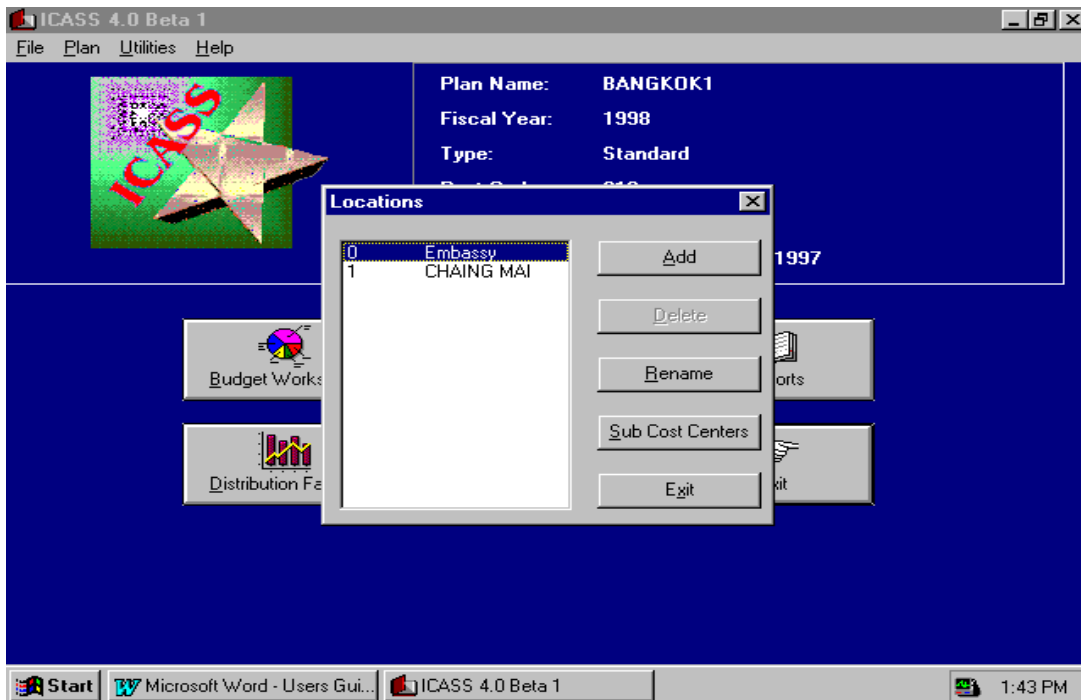 ICASS 4.0 Beta 1
File Plan Utilities Help
ICASS
Plan Name: BANGKOK1
Fiscal Year: 1998
Type: Standard
Locations
0 Embassy
1 CHAING MAI
Add
Delete
Rename
Sub Cost Centers
Exit
1997
Budget Works
orts
Distribution Fa
xit
Start
Microsoft Word - Users Gui...
ICASS 4.0 Beta 1
1:43 PM